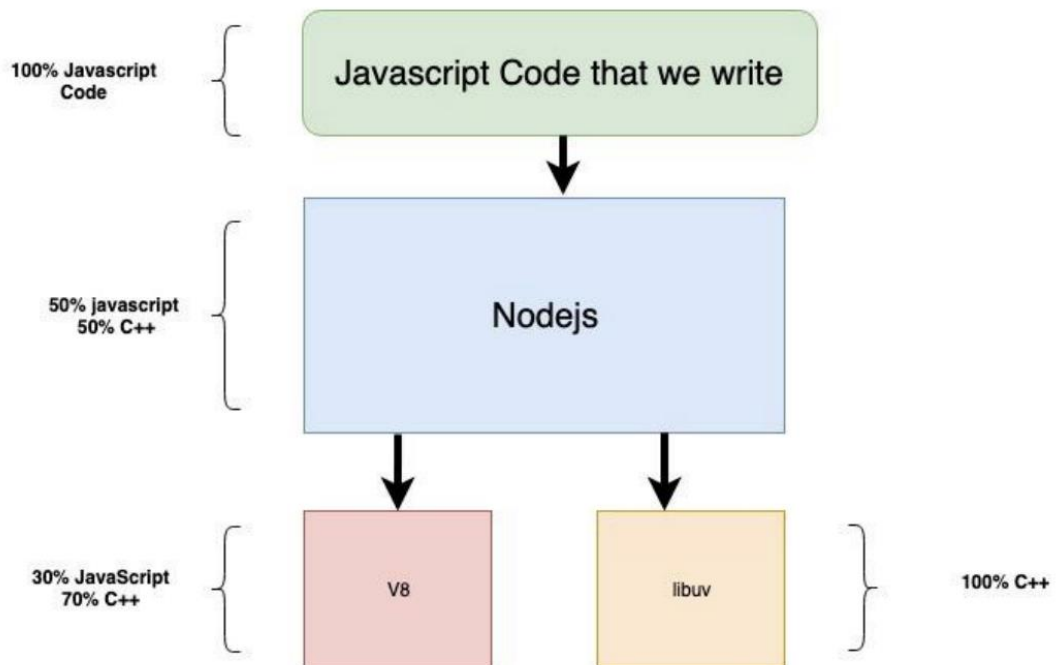 Javascript Code that we write
100% Javascript
Code
Nodejs
50% javascript
50% C++
V8
libuv
30% JavaScript
70% C++
100% C++